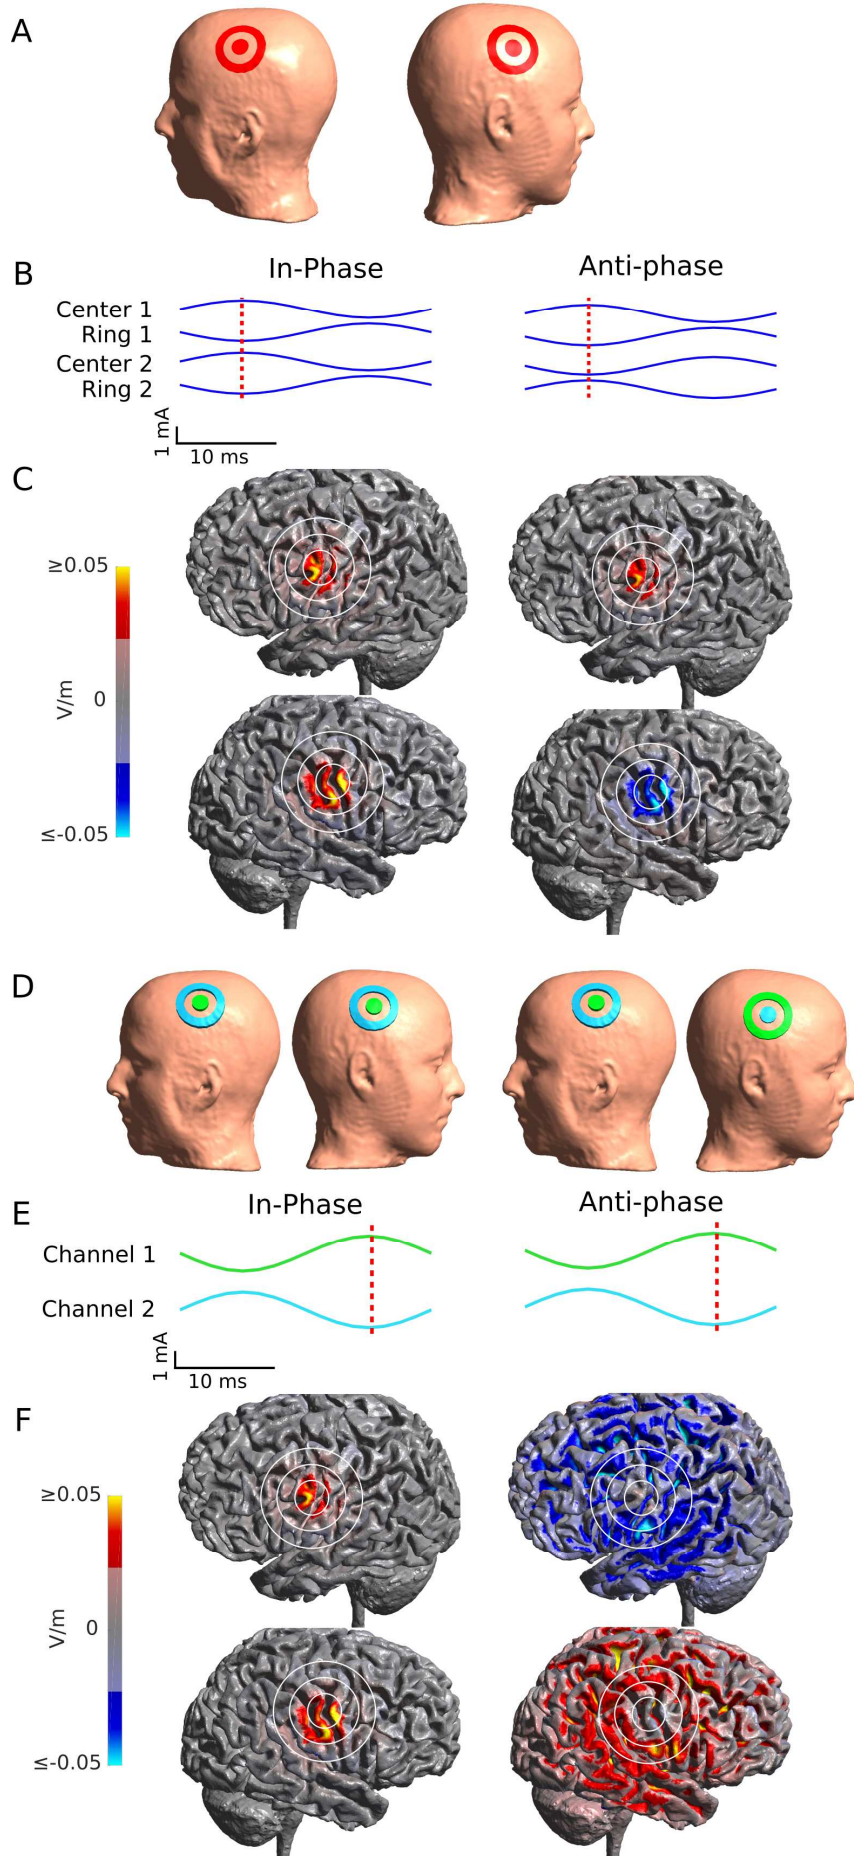 A
B
In-Phase
Anti-phase
Center 1
Ring 1
Center 2
Ring 2
1 mA
10 ms
C
≥0.05
V/m
0
≤-0.05
D
E
In-Phase
Anti-phase
Channel 1
Channel 2
1 mA
10 ms
F
≥0.05
V/m
0
≤-0.05